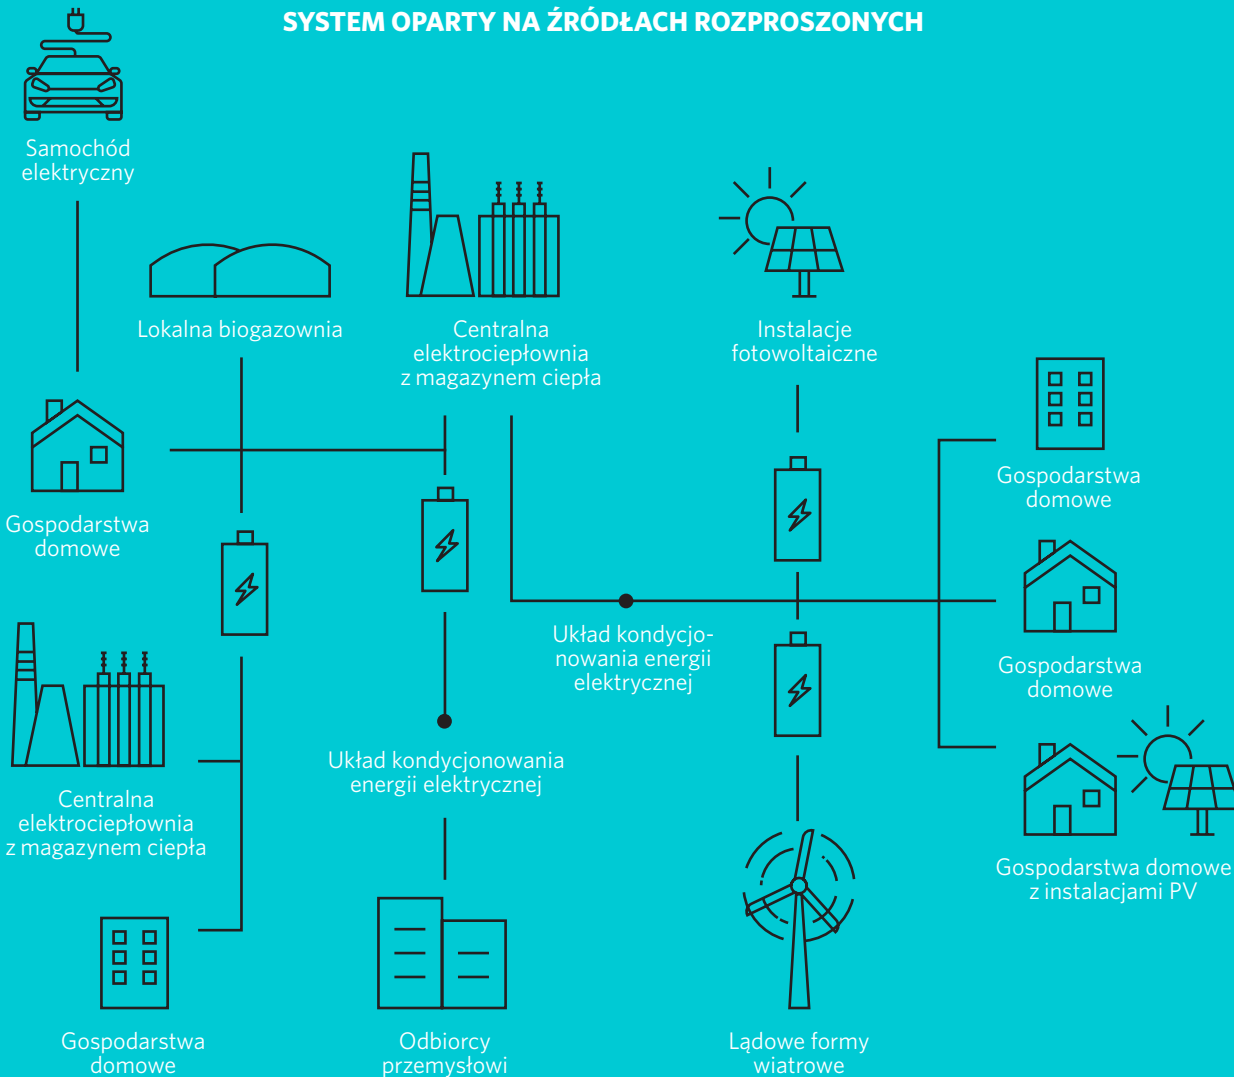 SYSTEM OPARTY NA ŹRÓDŁACH ROZPROSZONYCH
Samochód
elektryczny
Lokalna biogazownia
Centralna
elektrociepłownia
z magazynem ciepła
Instalacje
fotowoltaiczne
Gospodarstwa
domowe
Gospodarstwa
domowe
Układ kondycjo-
nowania energii
elektrycznej
Gospodarstwa
domowe
Układ kondycjonowania
energii elektrycznej
Centralna
elektrociepłownia
z magazynem ciepła
Gospodarstwa domowe
z instalacjami PV
Gospodarstwa
domowe
Odbiorcy
przemysłowi
Lądowe formy
wiatrowe